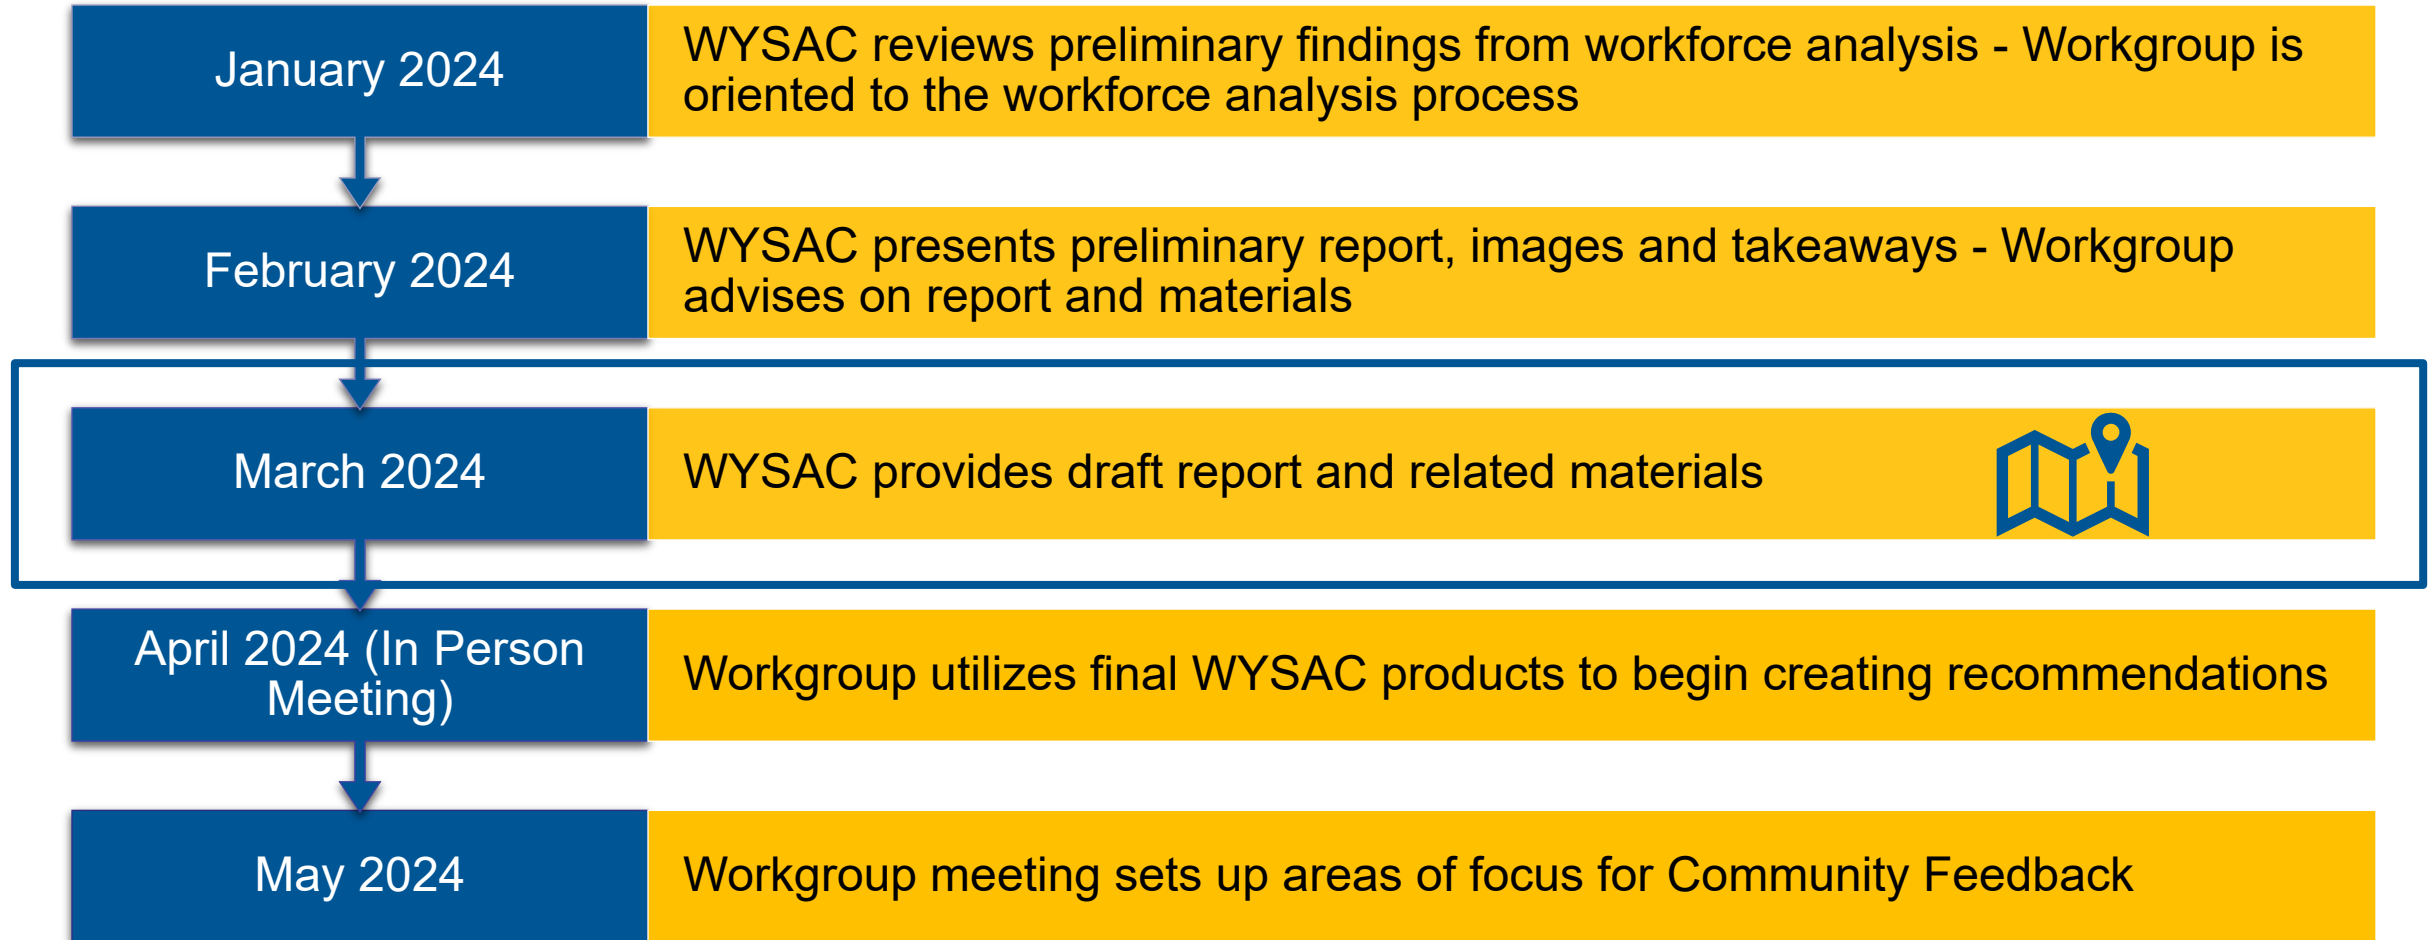 January 2024
WYSAC reviews preliminary findings from workforce analysis - Workgroup is
oriented to the workforce analysis process
February 2024
WYSAC presents preliminary report, images and takeaways - Workgroup
advises on report and materials
March 2024
WYSAC provides draft report and related materials
April 2024 (In Person
Meeting)
Workgroup utilizes final WYSAC products to begin creating recommendations
May 2024
Workgroup meeting sets up areas of focus for Community Feedback